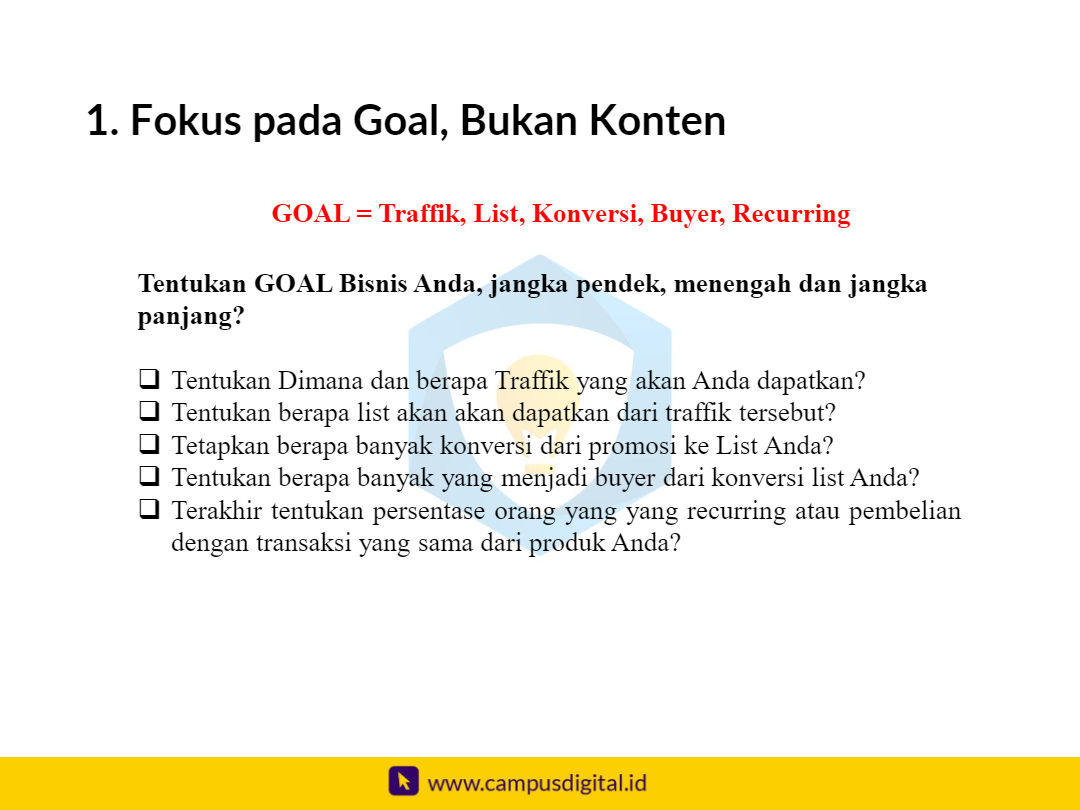 1. Fokus pada Goal, Bukan Konten
GOAL = Traffik, List, Konversi, Buyer, Recurring
Tentukan GOAL Bisnis Anda, jangka pendek, menengah dan jangka
panjang?
❑ Tentukan Dimana dan berapa Traffik yang akan Anda dapatkan?
❑ Tentukan berapa list akan akan dapatkan dari traffik tersebut?
❑ Tetapkan berapa banyak konversi dari promosi ke List Anda?
❑ Tentukan berapa banyak yang menjadi buyer dari konversi list Anda?
❑ Terakhir tentukan persentase orang yang yang recurring atau pembelian
dengan transaksi yang sama dari produk Anda?
www.campusdigital.id